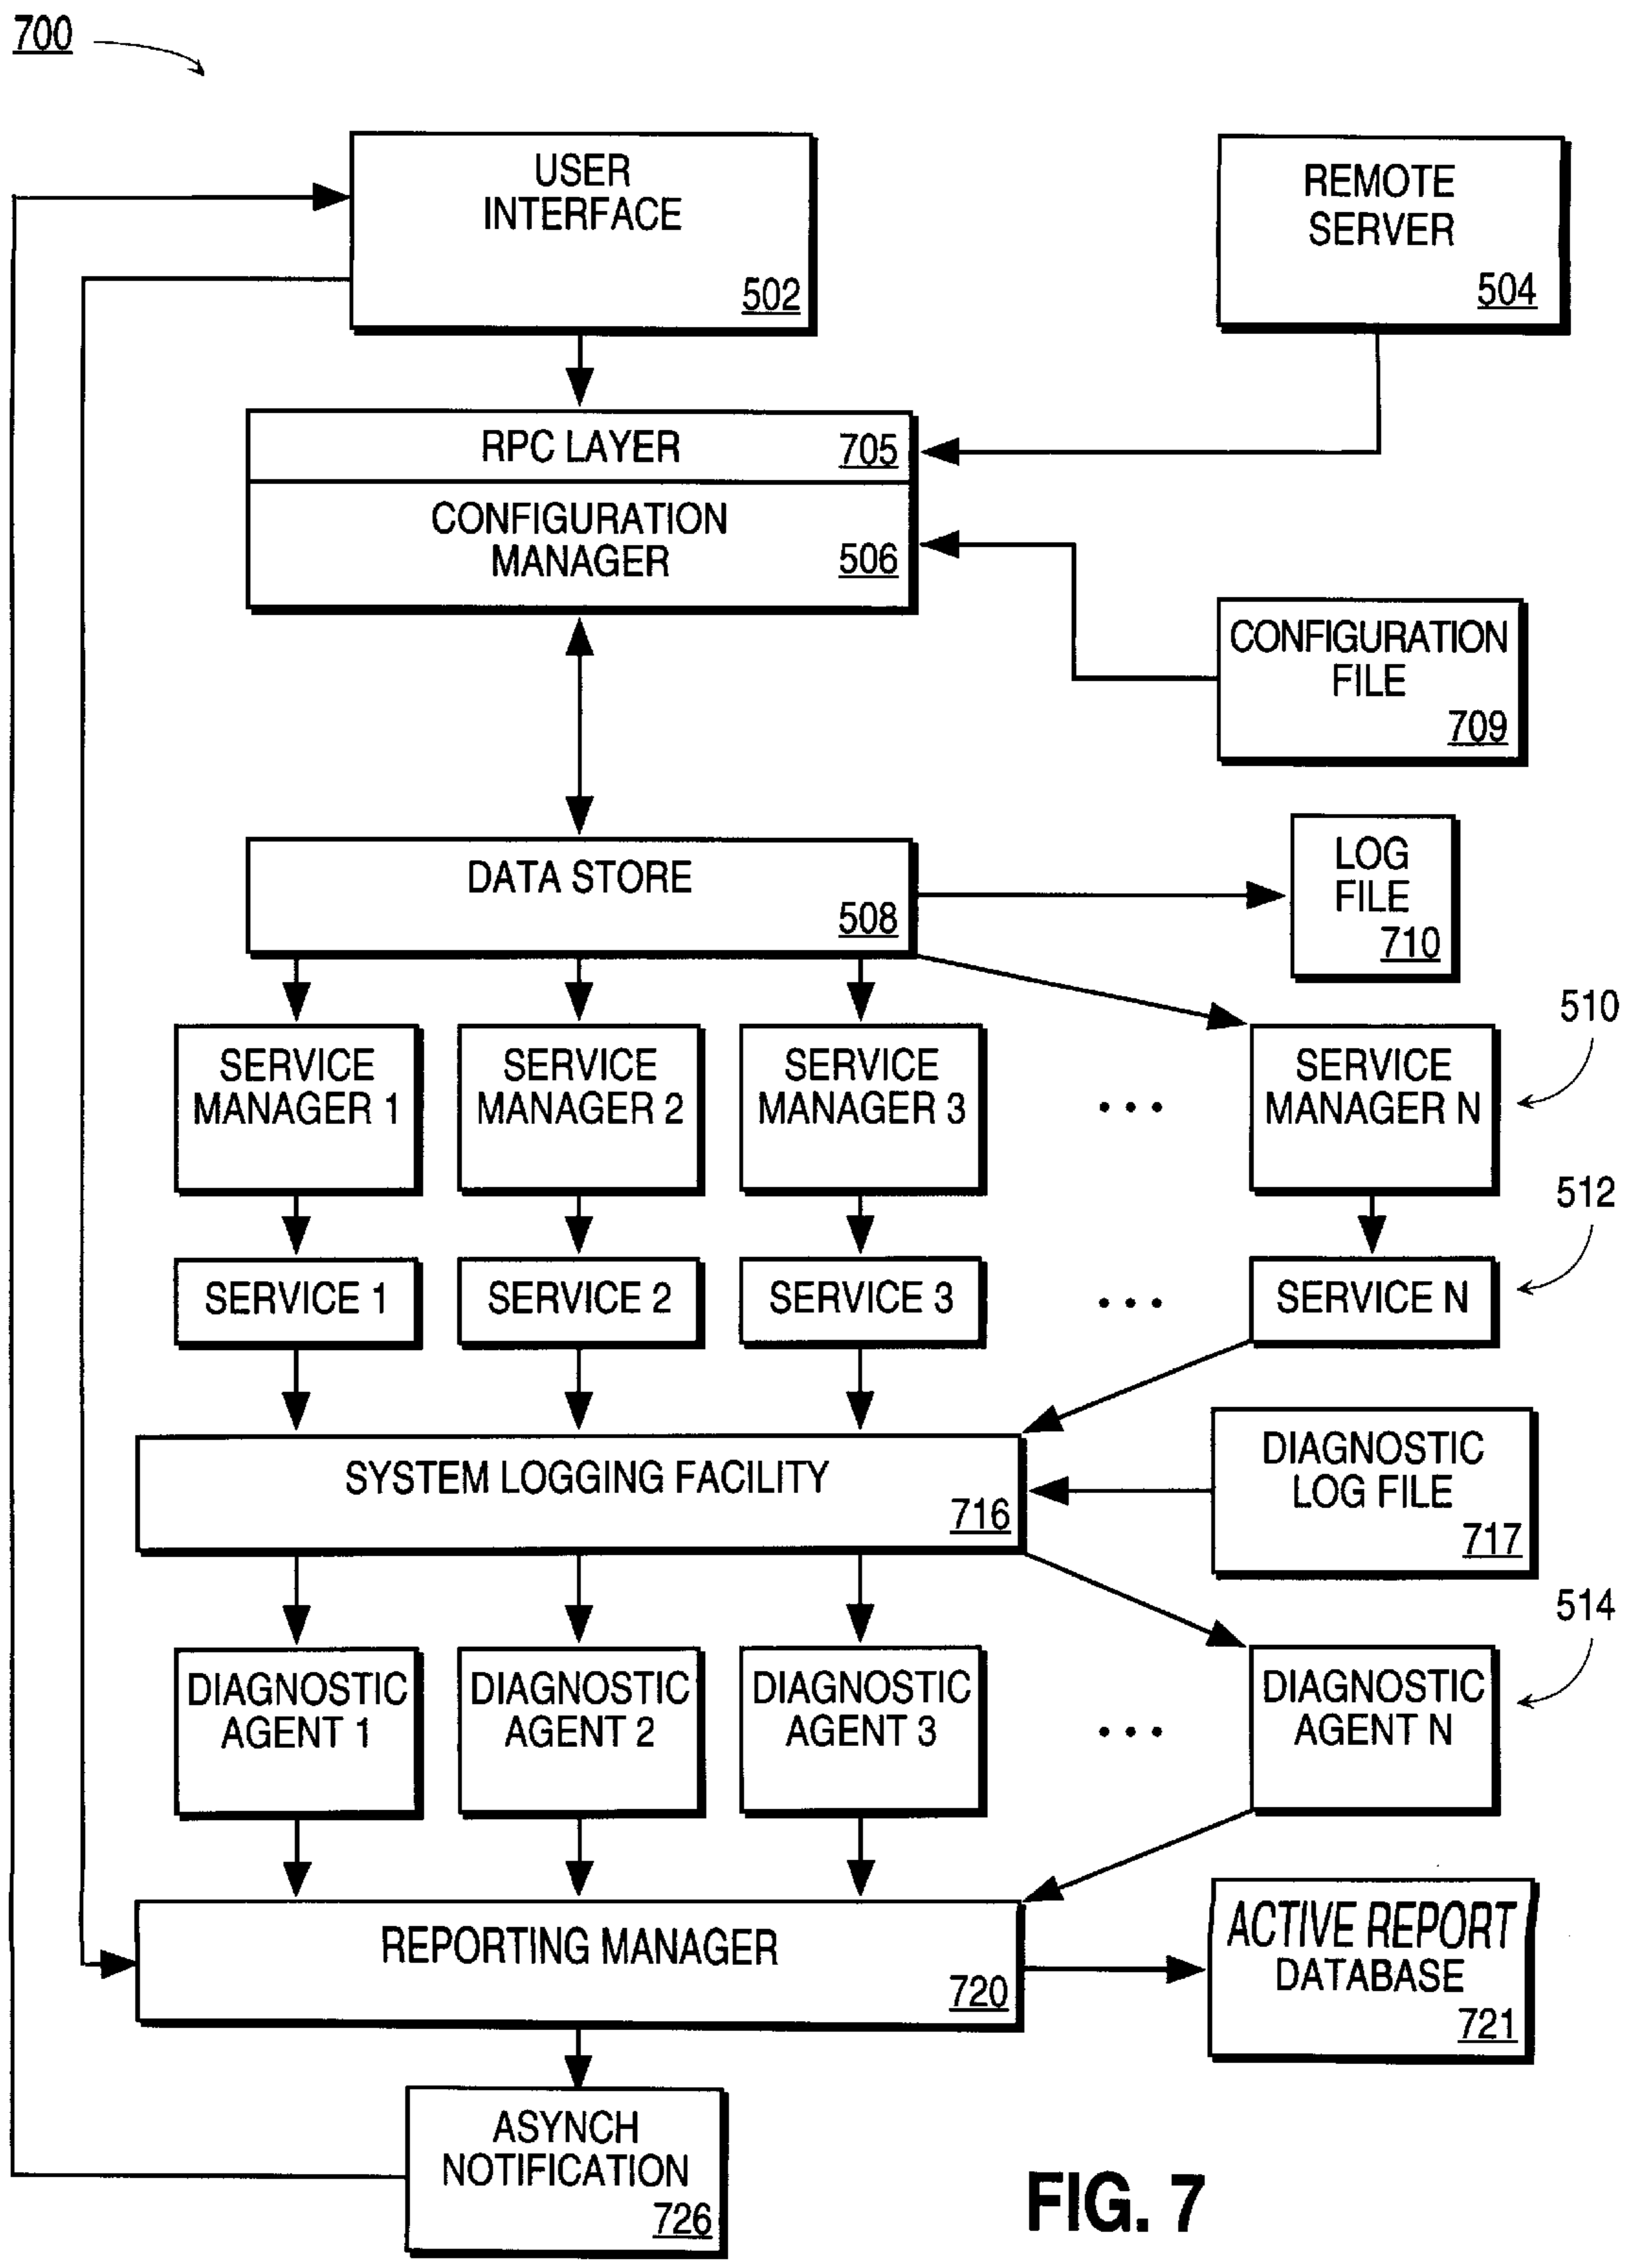 700
USER
INTERFACE
502
REMOTE
SERVER
504
RPC LAYER
705
CONFIGURATION
MANAGER
506
CONFIGURATION
FILE
709
DATA STORE
508
LOG
FILE
710
510
SERVICE
MANAGER 1
SERVICE
MANAGER 2
SERVICE
MANAGER 3
• • •
SERVICE
MANAGER N
512
SERVICE 1
SERVICE 2
SERVICE 3
• • •
SERVICE N
SYSTEM LOGGING FACILITY
716
DIAGNOSTIC
LOG FILE
717
514
DIAGNOSTIC
AGENT 1
DIAGNOSTIC
AGENT 2
DIAGNOSTIC
AGENT 3
• • •
DIAGNOSTIC
AGENT N
REPORTING MANAGER
720
ACTIVE REPORT
DATABASE
721
ASYNCH
NOTIFICATION
726
FIG. 7